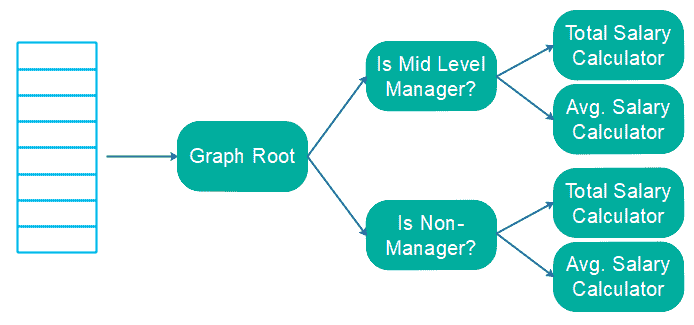 Graph Root
Is Mid Level
Manager?
Total Salary
Calculator
Avg. Salary
Calculator
Is Non-
Manager?
Total Salary
Calculator
Avg. Salary
Calculator